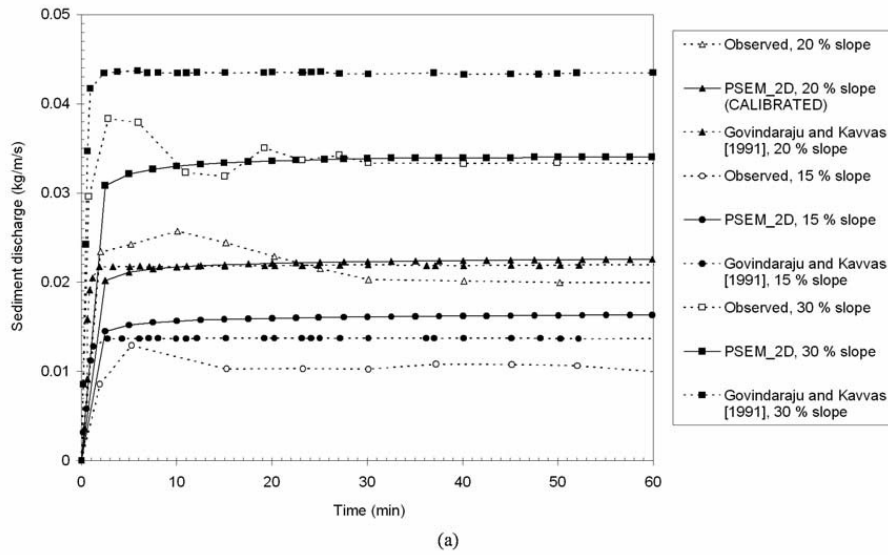 0.05
0.04
0.03
0.02
0.01
0
Sediment discharge (kg/m/s)
0 10 20 30 40 50 60
Time (min)
Observed, 20 % slope
PSEM_2D, 20 % slope
(CALIBRATED)
Govindaraju and Kavvas
[1991], 20 % slope
Observed, 15 % slope
PSEM_2D, 15 % slope
Govindaraju and Kavvas
[1991], 15 % slope
Observed, 30 % slope
PSEM_2D, 30 % slope
Govindaraju and Kavvas
[1991], 30 % slope
(a)